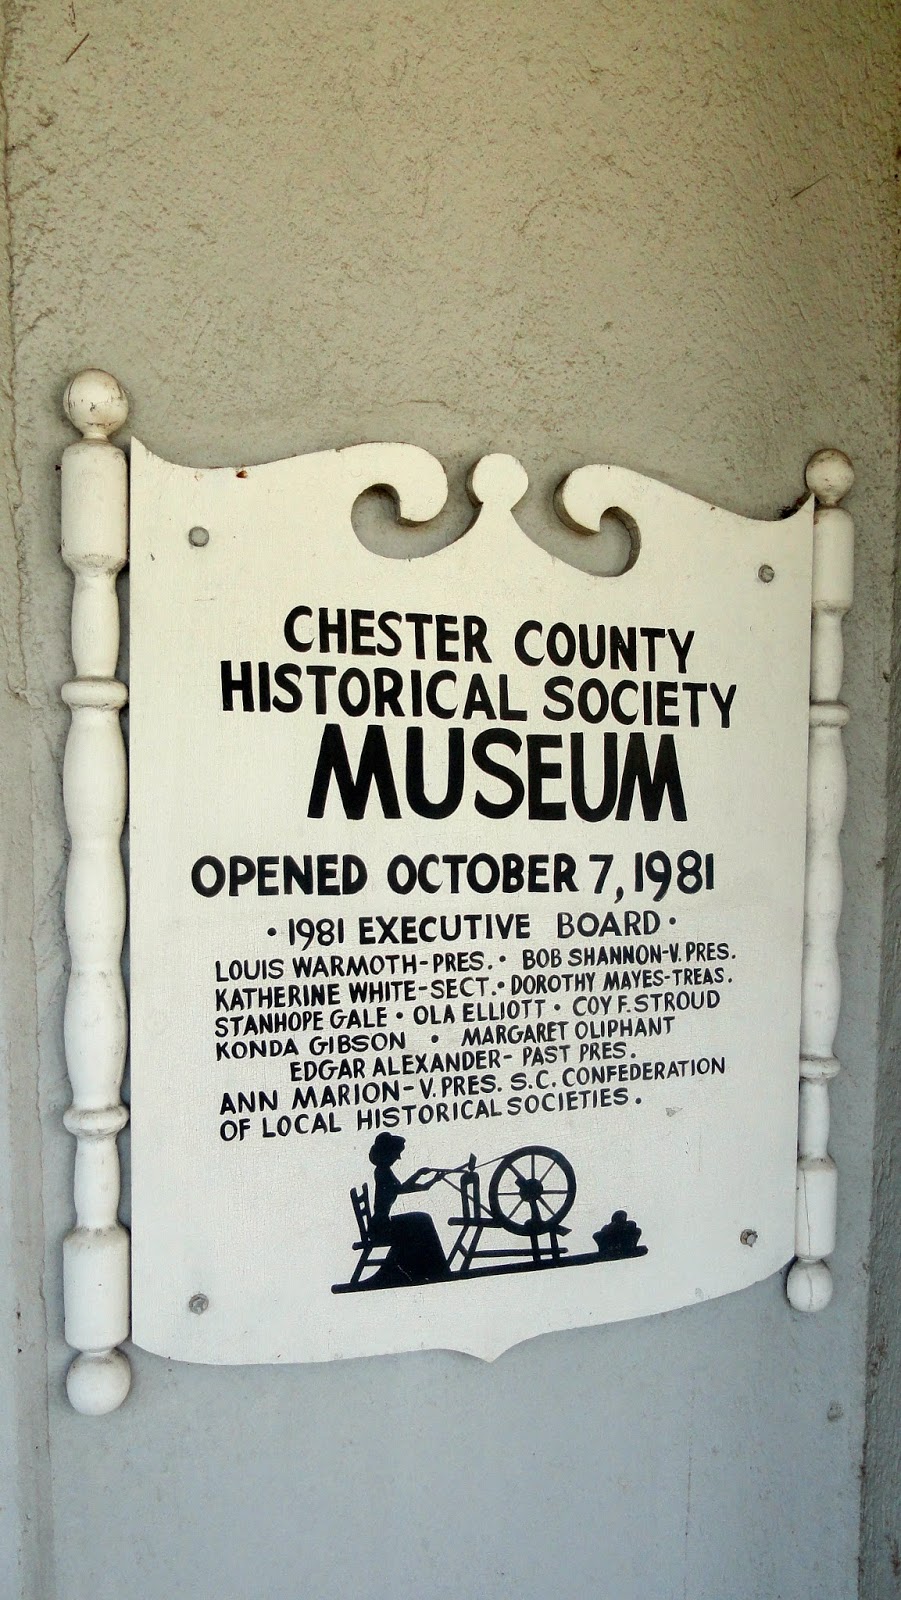 CHESTER COUNTY
HISTORICAL SOCIETY
MUSEUM
OPENED OCTOBER 7, 1981
• 1981 EXECUTIVE BOARD •
LOUIS WARMOTH-PRES. • BOB SHANNON-V. PRES.
KATHERINE WHITE-SECT. • DOROTHY MAYES-TREAS.
STANHOPE GALE • OLA ELLIOTT • COY F. STROUD
KONDA GIBSON • MARGARET OLIPHANT
EDGAR ALEXANDER- PAST PRES.
ANN MARION-V. PRES. S.C. CONFEDERATION
OF LOCAL HISTORICAL SOCIETIES.